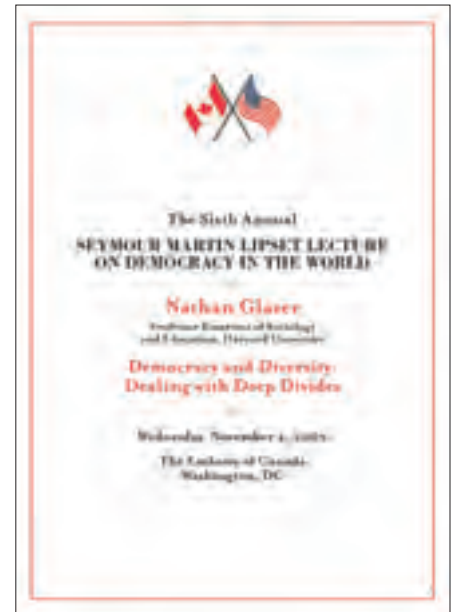 The Sixth Annual
SEYMOUR MARTIN LIPSET LECTURE
ON DEMOCRACY IN THE WORLD
Nathan Glazer
Professor Emeritus of Sociology
and Education, Harvard University
Democracy and Diversity:
Dealing with Deep Divides
Wednesday, November
The Embassy of Canada
Washington, DC